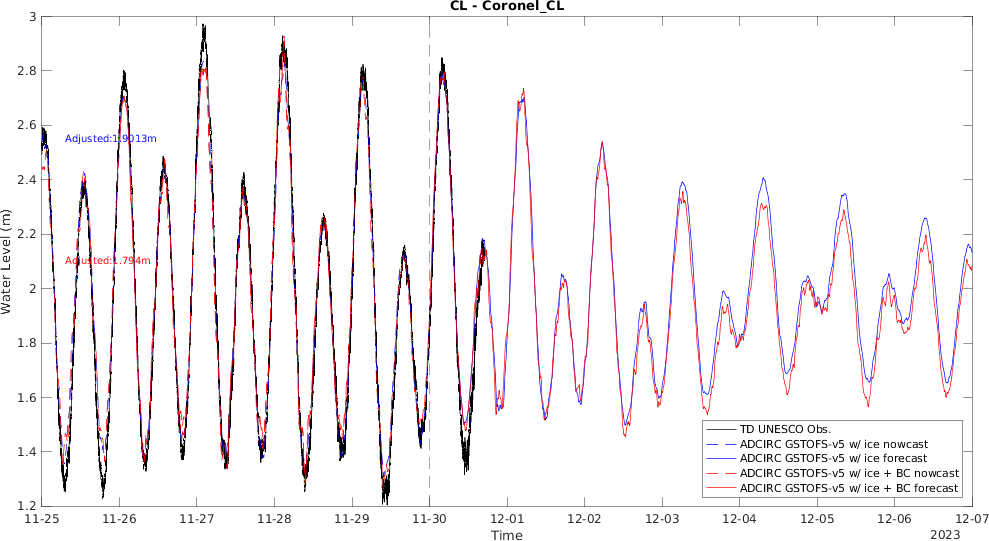 CL - Coronel_CL
Water Level (m)
3
2.8
2.6
2.4
2.2
2
1.8
1.6
1.4
1.2
Adjusted:1.9013m
Adjusted:1.794m
TD UNESCO Obs.
ADCIRC GSTOFS-v5 w/ ice nowcast
ADCIRC GSTOFS-v5 w/ ice forecast
ADCIRC GSTOFS-v5 w/ ice + BC nowcast
ADCIRC GSTOFS-v5 w/ ice + BC forecast
11-25 11-26 11-27 11-28 11-29 11-30 12-01 12-02 12-03 12-04 12-05 12-06 12-07
Time
2023